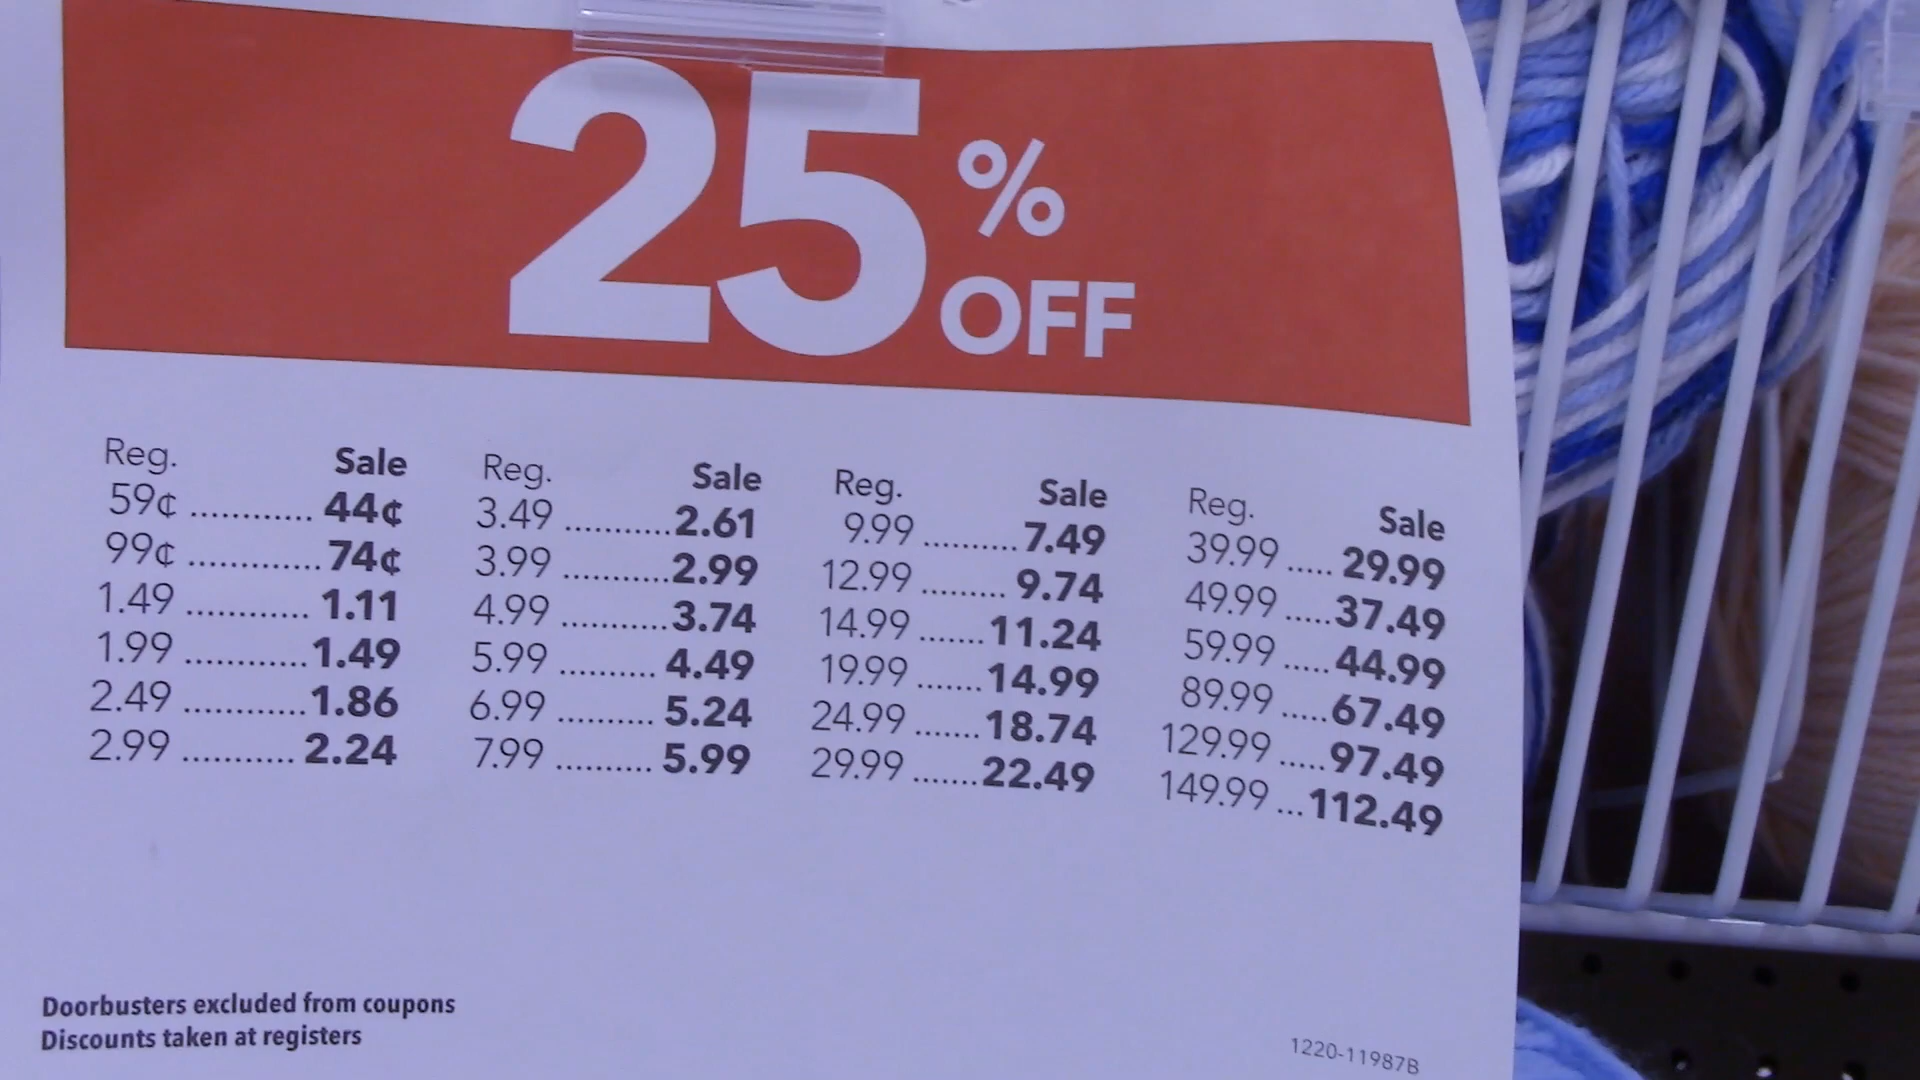 25% OFF
Reg. Sale
59¢ ............ 44¢
99¢ ............. 74¢
1.49 ............ 1.11
1.99 ............ 1.49
2.49 ............ 1.86
2.99 ........... 2.24
Reg. Sale
3.49 ........... 2.61
3.99 ........... 2.99
4.99 ........... 3.74
5.99 .......... 4.49
6.99 .......... 5.24
7.99 .......... 5.99
Reg. Sale
9.99 .......... 7.49
12.99 ......... 9.74
14.99 ....... 11.24
19.99 ....... 14.99
24.99 ....... 18.74
29.99 ....... 22.49
Reg. Sale
39.99 ..... 29.99
49.99 ..... 37.49
59.99 ..... 44.99
89.99 ..... 67.49
129.99 ..... 97.49
149.99 ... 112.49
Doorbusters excluded from coupons
Discounts taken at registers
1220-11987B